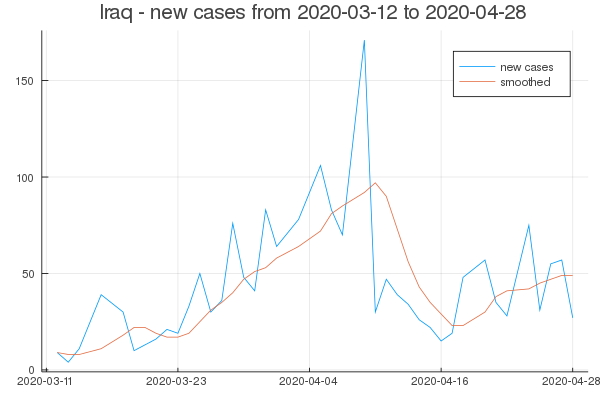 Iraq - new cases from 2020-03-12 to 2020-04-28
new cases
smoothed
150
100
50
0
2020-03-11 2020-03-23 2020-04-04 2020-04-16 2020-04-28